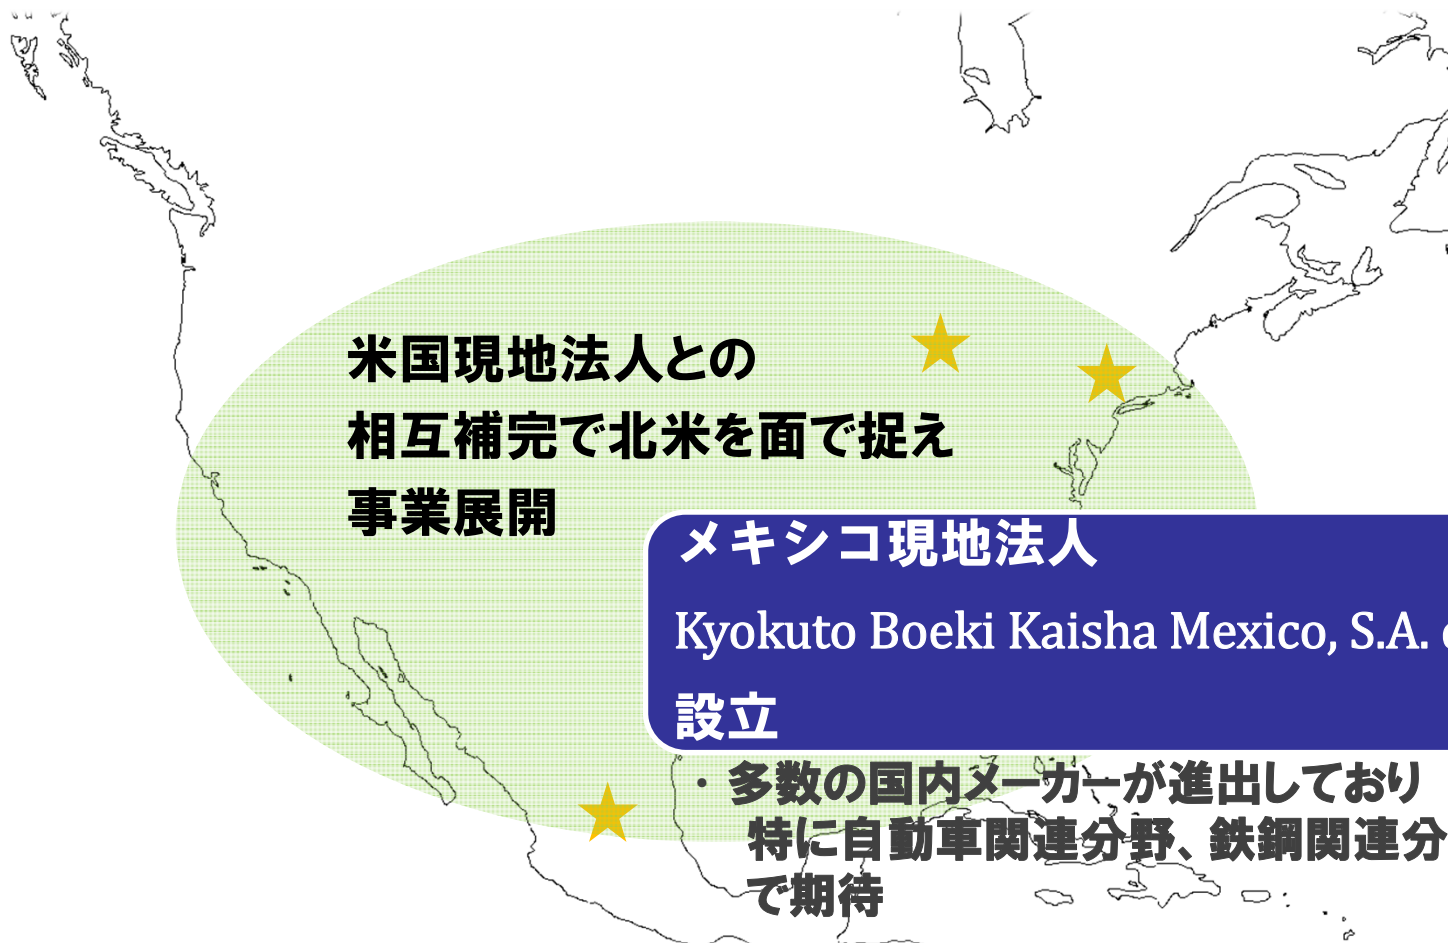 米国現地法人との
相互補完で北米を面で捉え
事業展開
メキシコ現地法人
Kyokuto Boeki Kaisha Mexico, S.A.
設立
・多数の国内メーカーが進出しており
特に自動車関連分野、鉄鋼関連分
で期待